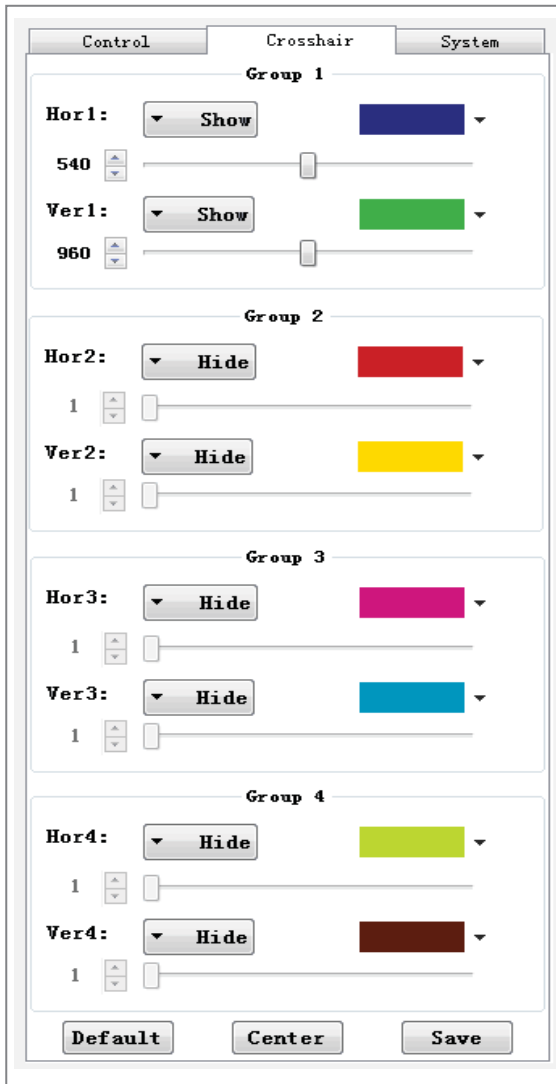 Control Crosshair System
Group 1
Hor1: Show
540
Ver1: Show
960
Group 2
Hor2: Hide
1
Ver2: Hide
1
Group 3
Hor3: Hide
1
Ver3: Hide
1
Group 4
Hor4: Hide
1
Ver4: Hide
1
Default Center Save